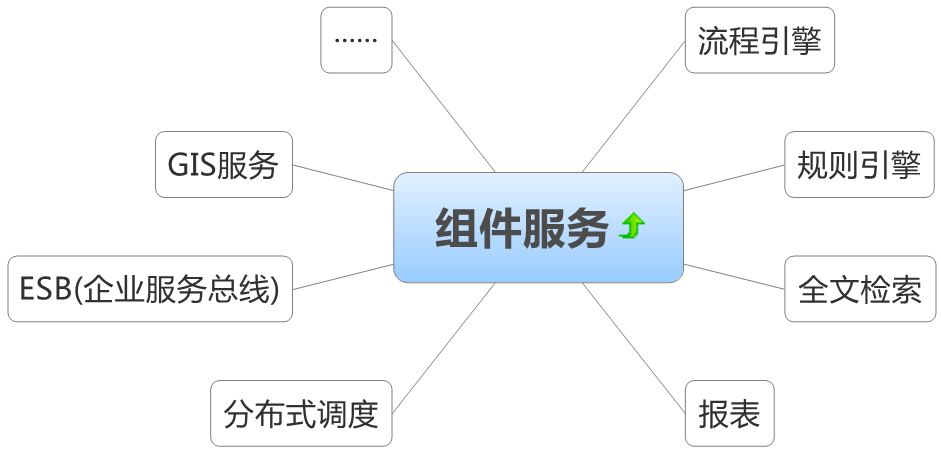 ……
流程引擎
GIS服务
规则引擎
组件服务
ESB(企业服务总线)
全文检索
分布式调度
报表